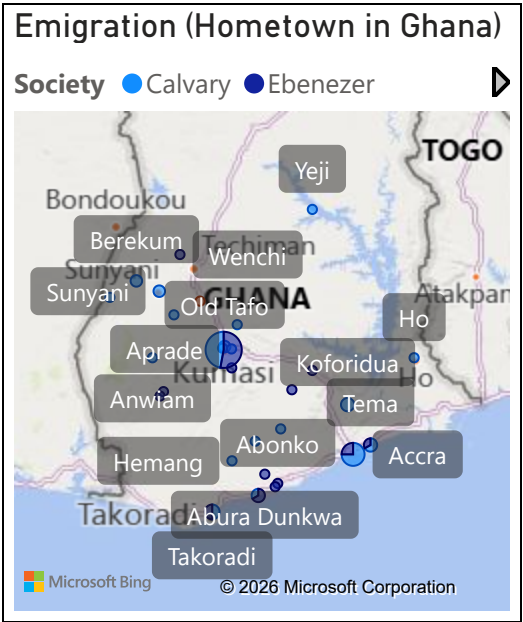 Emigration (Hometown in Ghana)
Society Calvary Ebenezer
TOGO
Yeji
Bondoukou
Berekum
Techiman
Wenchi
Sunyani
Sunyani
Old Tafo
GHANA
Atakpam
Ho
Aprade
Kumasi
Koforidua
Ho
Anwiam
Tema
Abonko
Hemang
Accra
Takoradi
Abura Dunkwa
Takoradi
Microsoft Bing
© 2026 Microsoft Corporation